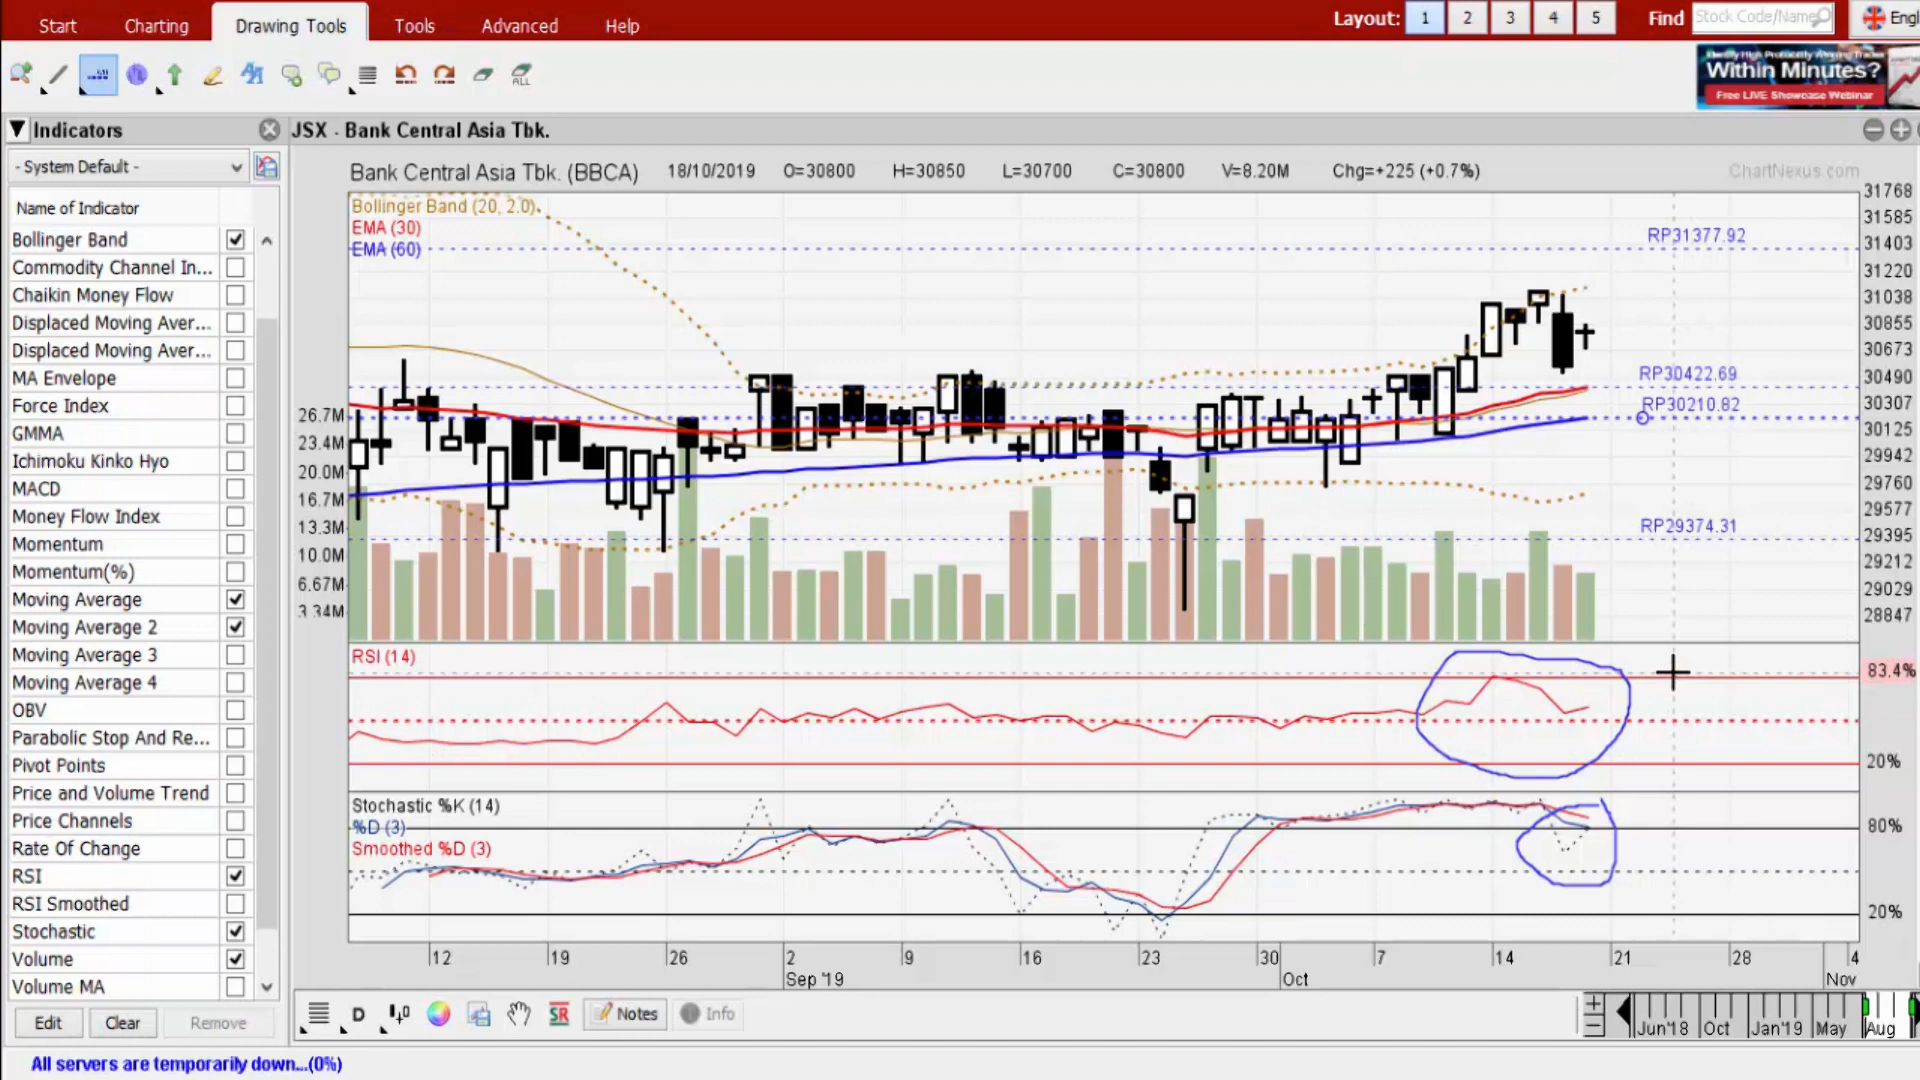 Start Charting Drawing Tools Tools Advanced Help Layout: 1 2 3 4 5 Find Stock Code/Name Engl
Within Minutes?
Free LIVE Showcase Webinar
Indicators JSX - Bank Central Asia Tbk.
- System Default -
Bank Central Asia Tbk. (BBCA) 18/10/2019 O=30800 H=30850 L=30700 C=30800 V=8.20M Chg=+225 (+0.7%) ChartNexus.com
Name of Indicator
Bollinger Band
Commodity Channel In...
Chaikin Money Flow
Displaced Moving Aver...
Displaced Moving Aver...
MA Envelope
Force Index
GMMA
Ichimoku Kinko Hyo
MACD
Money Flow Index
Momentum
Momentum(%)
Moving Average
Moving Average 2
Moving Average 3
Moving Average 4
OBV
Parabolic Stop And Re...
Pivot Points
Price and Volume Trend
Price Channels
Rate Of Change
RSI
RSI Smoothed
Stochastic
Volume
Volume MA
Edit Clear Remove
Bollinger Band (20, 2.0)
EMA (30)
EMA (60)
RP31377.92
RP30422.69
RP30210.82
RP29374.31
31768
31585
31403
31220
31038
30855
30673
30490
30307
30125
29942
29760
29577
29395
29212
29029
28847
26.7M
23.4M
20.0M
16.7M
13.3M
10.0M
6.67M
3.34M
RSI (14)
83.4%
20%
Stochastic %K (14)
%D (3)
Smoothed %D (3)
80%
20%
12 19 26 2 9 16 23 30 7 14 21 28 4
Sep '19 Oct Nov
D SR Notes Info
Jun'18 Oct Jan'19 May Aug
All servers are temporarily down...(0%)
ALL